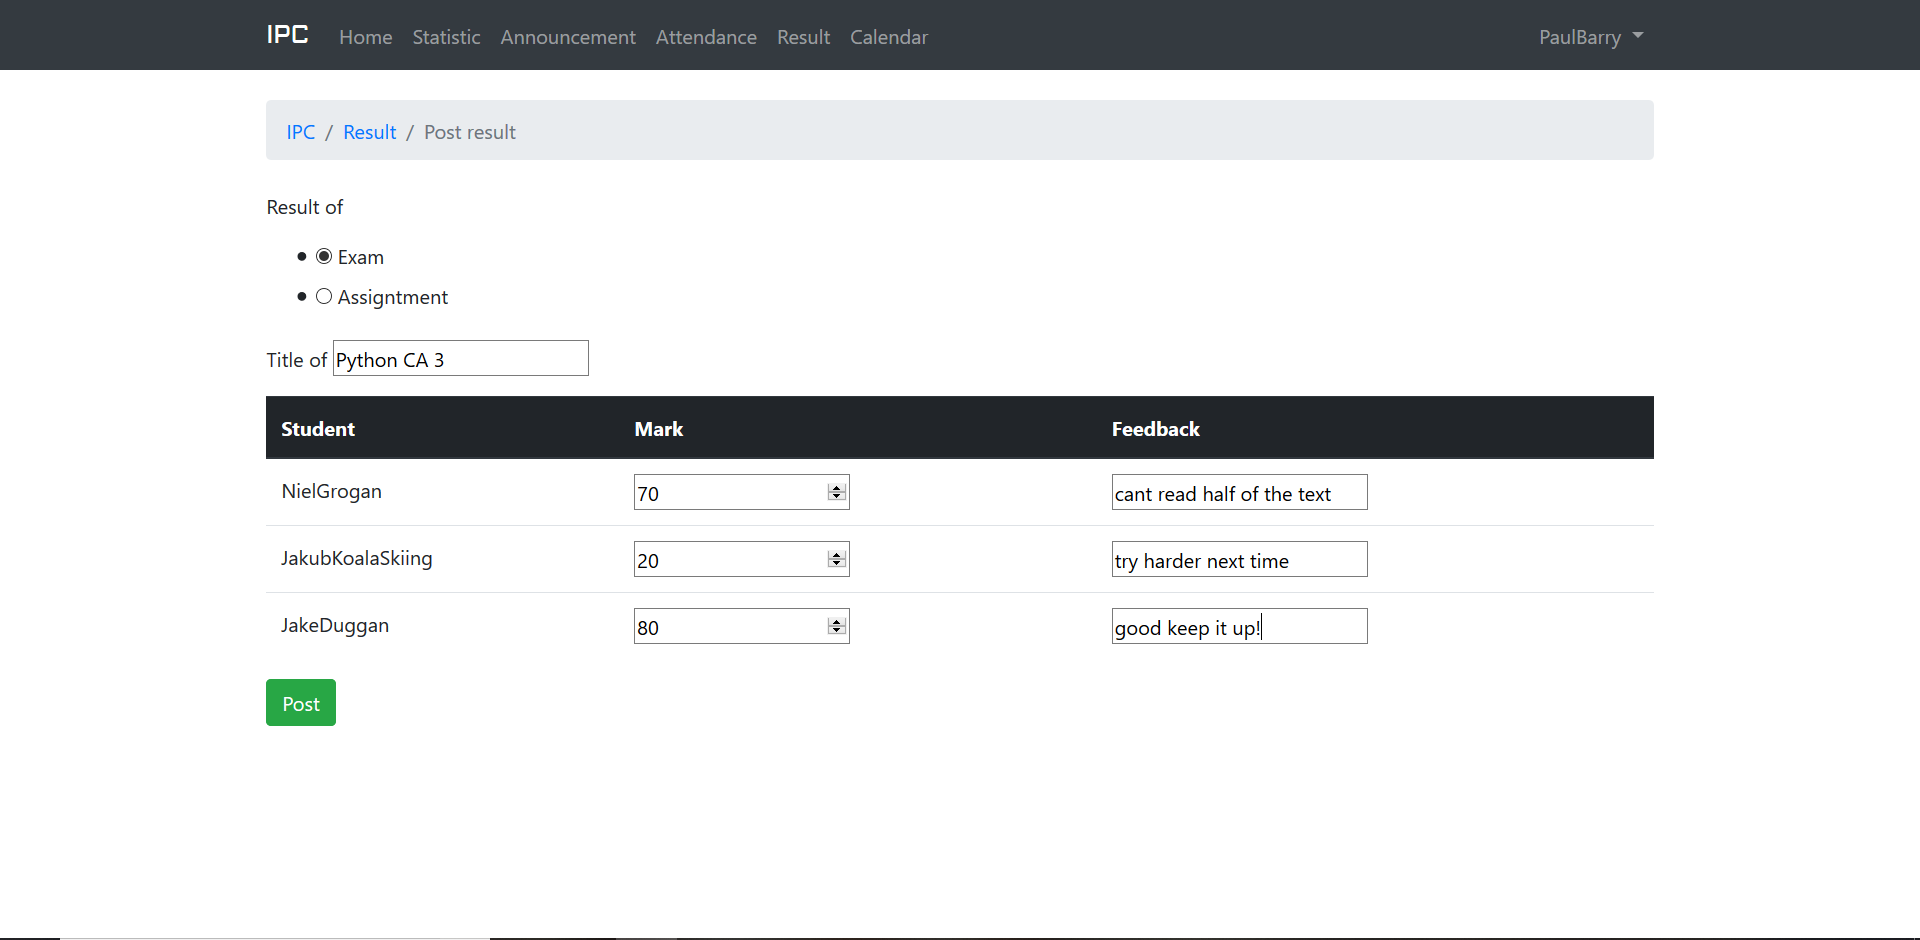 IPC Home Statistic Announcement Attendance Result Calendar PaulBarry
IPC / Result / Post result
Result of
Exam
Assigntment
Title of Python CA 3
Student Mark Feedback
NielGrogan 70 cant read half of the text
JakubKoalaSkiing 20 try harder next time
JakeDuggan 80 good keep it up!
Post